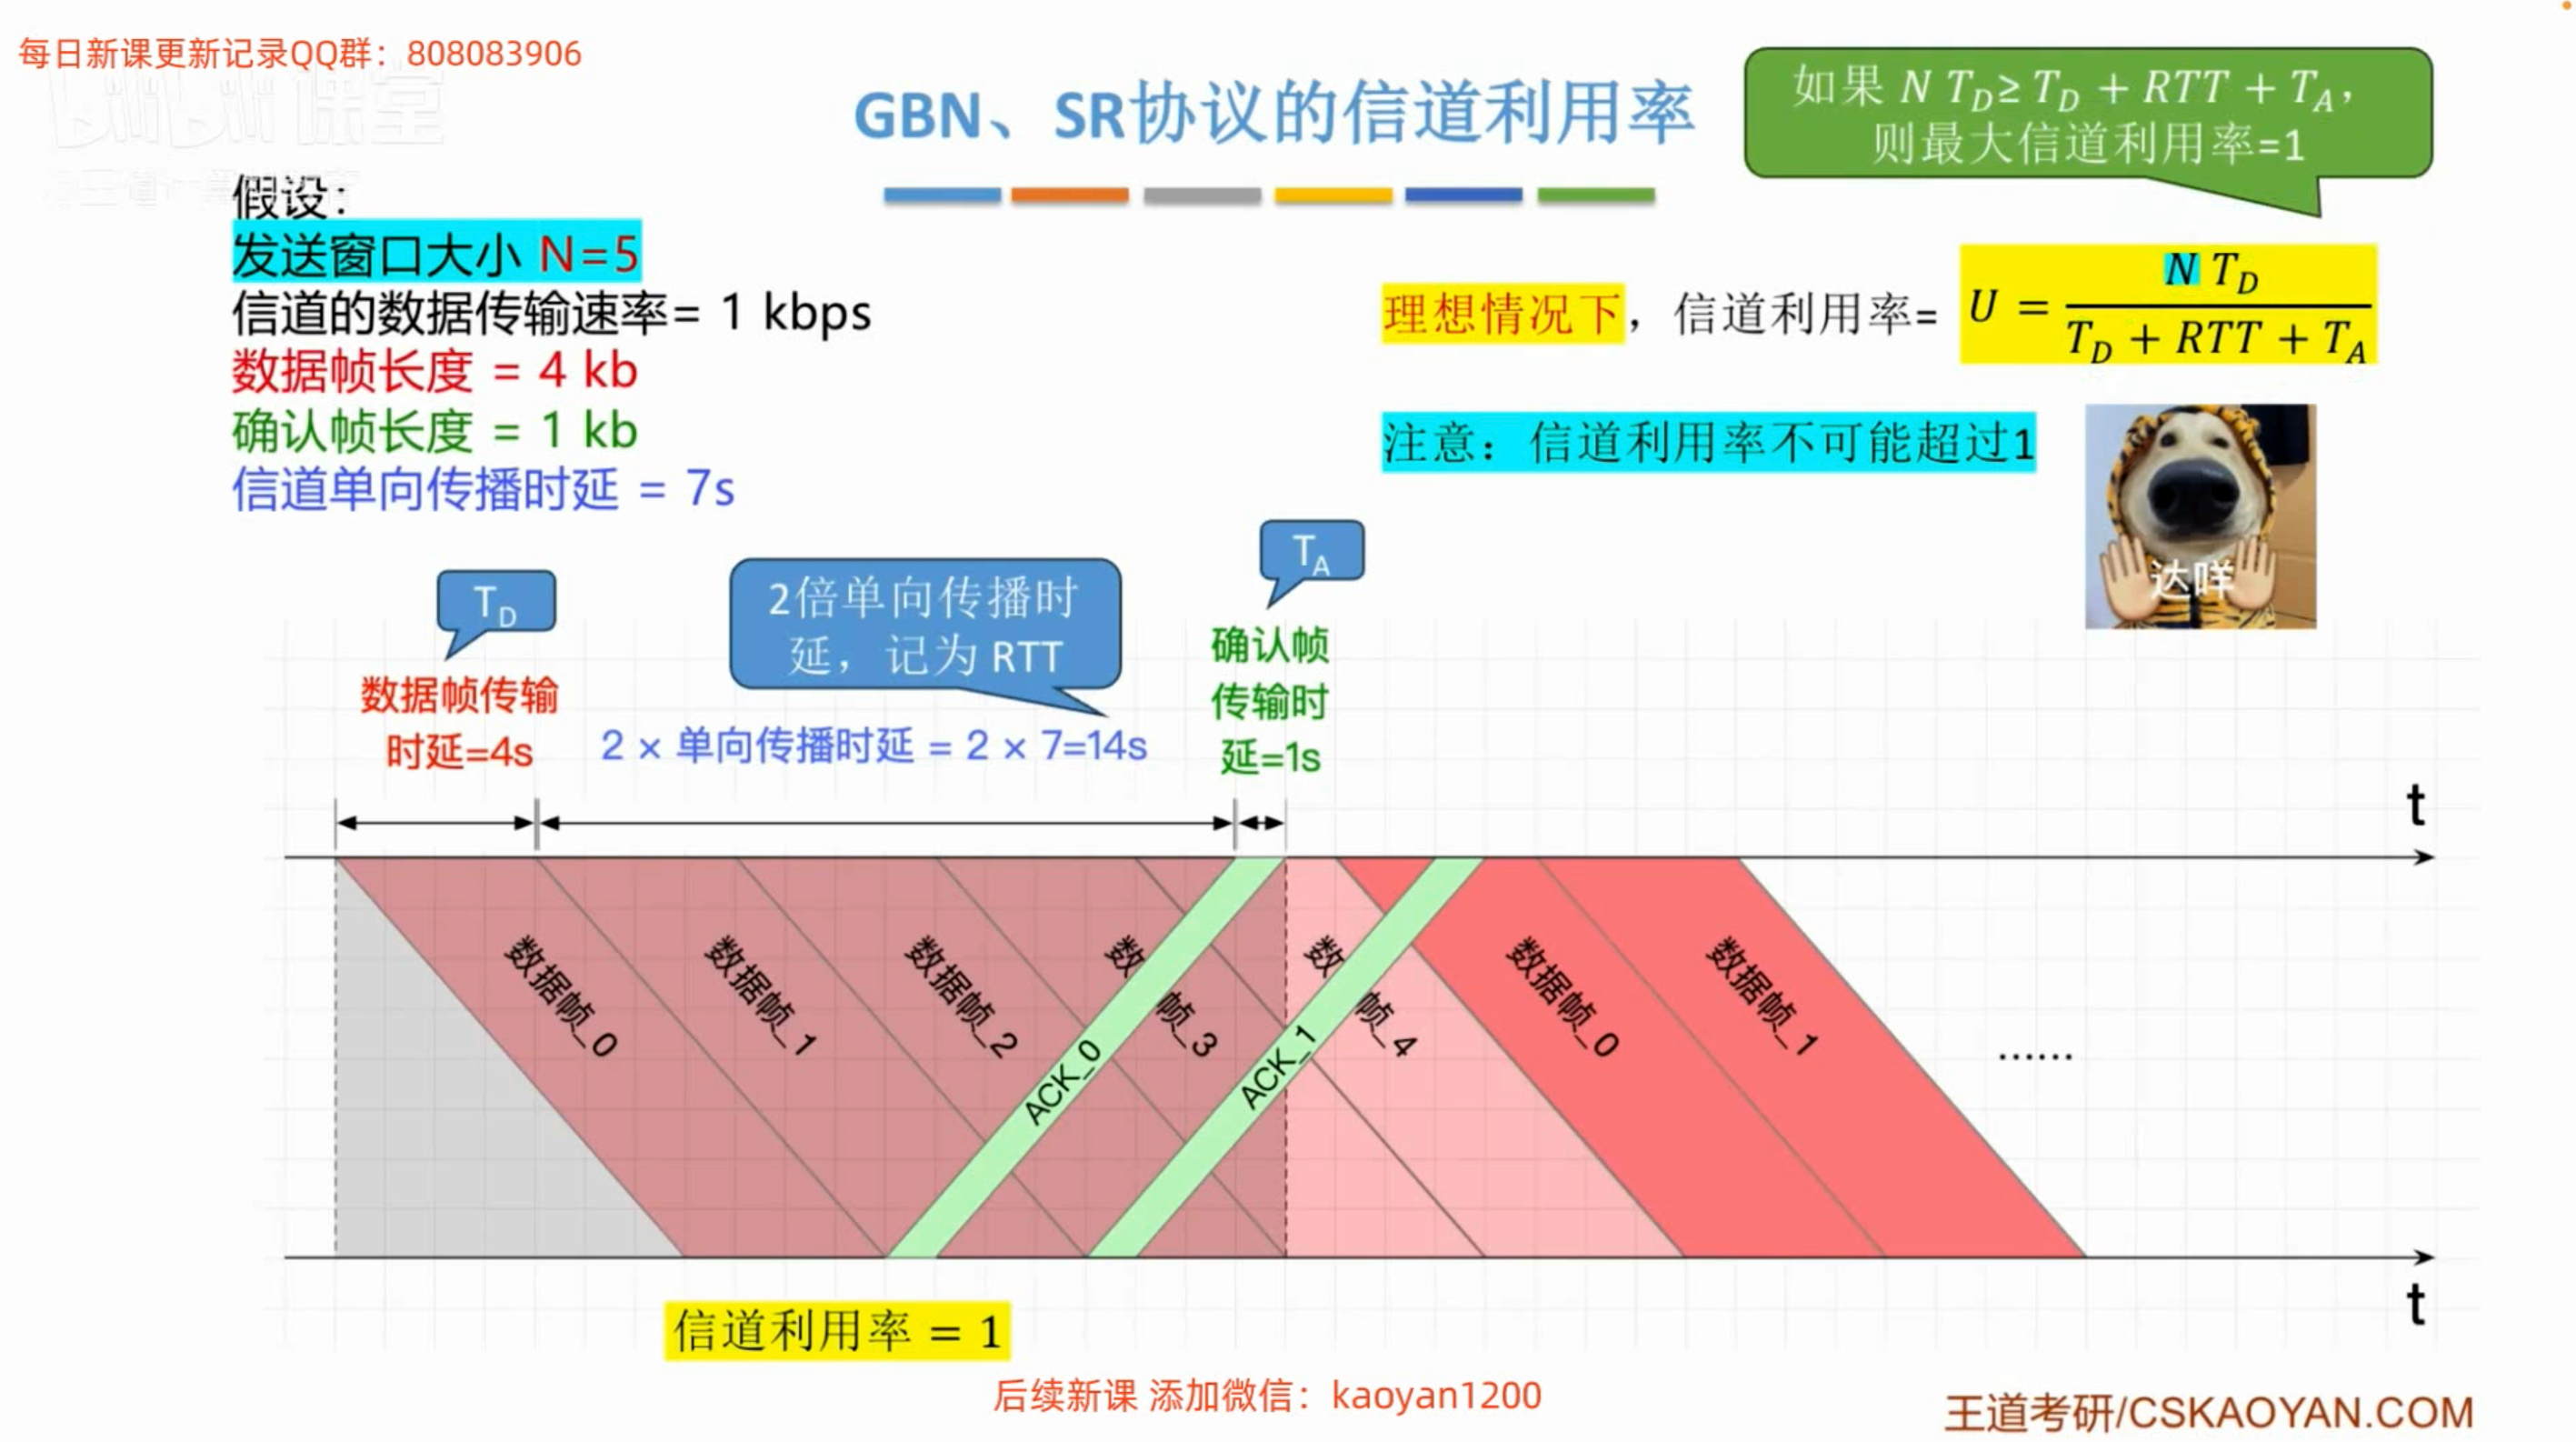 每日新课更新记录QQ群：808083906
bilibili课堂
GBN、SR协议的信道利用率
如果 N T_D ≥ T_D + RTT + T_A，
则最大信道利用率=1
假设：
发送窗口大小 N=5
信道的数据传输速率= 1 kbps
数据帧长度 = 4 kb
确认帧长度 = 1 kb
信道单向传播时延 = 7s
理想情况下，信道利用率= U = N T_D / (T_D + RTT + T_A)
注意：信道利用率不可能超过1
达咩
T_D
2倍单向传播时
延，记为 RTT
T_A
数据帧传输
时延=4s
2 × 单向传播时延 = 2 × 7=14s
确认帧
传输时
延=1s
t
数据帧_0
数据帧_1
数据帧_2
数 帧_3
数 帧_4
数据帧_0
数据帧_1
ACK_0
ACK_1
……
t
信道利用率 = 1
后续新课 添加微信：kaoyan1200
王道考研/CSKAOYAN.COM